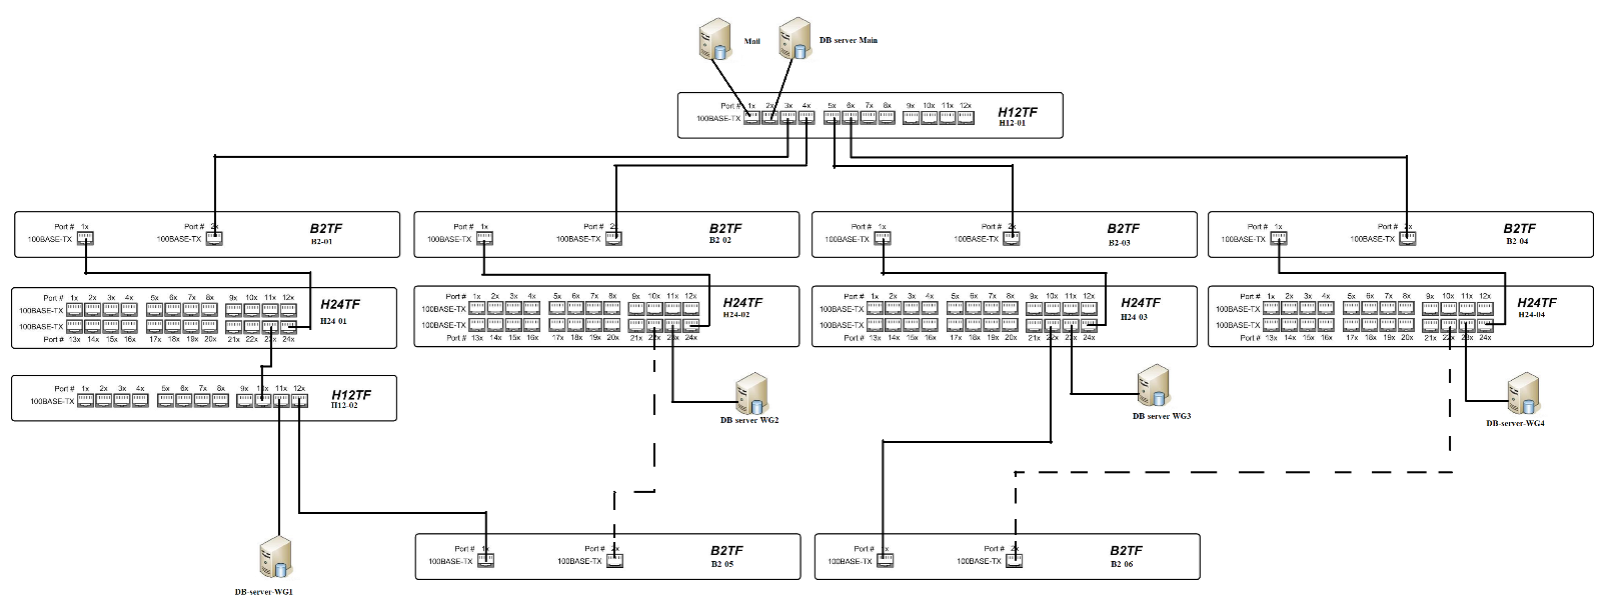 Mail
DB server Main
Port # 1x 2x 3x 4x 5x 6x 7x 8x 9x 10x 11x 12x
H12TF
100BASE-TX
H12-01
Port # 1x Port # 2x
B2TF
100BASE-TX 100BASE-TX
B2-01
Port # 1x Port # 2x
B2TF
100BASE-TX 100BASE-TX
B2 02
Port # 1x Port # 2x
B2TF
100BASE-TX 100BASE-TX
B2-03
Port # 1x Port # 2x
B2TF
100BASE-TX 100BASE-TX
B2 04
Port # 1x 2x 3x 4x 5x 6x 7x 8x 9x 10x 11x 12x
H24TF
100BASE-TX
H24 01
Port # 13x 14x 15x 16x 17x 18x 19x 20x 21x 22x 23x 24x
Port # 1x 2x 3x 4x 5x 6x 7x 8x 9x 10x 11x 12x
H24TF
100BASE-TX
H24-02
100BASE-TX
Port # 13x 14x 15x 16x 17x 18x 19x 20x 21x 22x 23x 24x
Port # 1x 2x 3x 4x 5x 6x 7x 8x 9x 10x 11x 12x
H24TF
100BASE-TX
H24 03
100BASE-TX
Port # 13x 14x 15x 16x 17x 18x 19x 20x 21x 22x 23x 24x
Port # 1x 2x 3x 4x 5x 6x 7x 8x 9x 10x 11x 12x
H24TF
100BASE-TX
H24-04
100BASE-TX
Port # 13x 14x 15x 16x 17x 18x 19x 20x 21x 22x 23x 24x
Port # 1x 2x 3x 4x 5x 6x 7x 8x 9x 10x 11x 12x
H12TF
100BASE-TX
H12-02
DB server WG2
DB server WG3
DB-server-WG4
Port # 1x Port # 2x
B2TF
100BASE-TX 100BASE-TX
B2 05
Port # 1x Port # 2x
B2TF
100BASE-TX 100BASE-TX
B2 06
DB-server-WG1